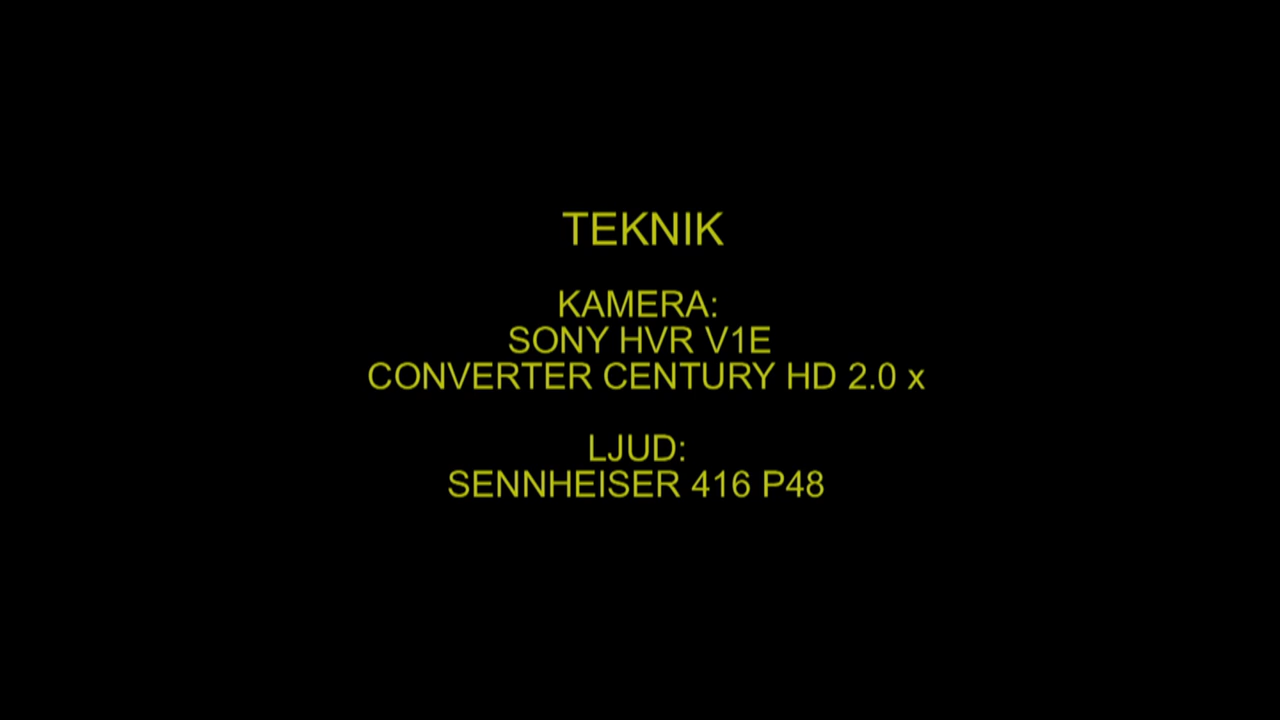 TEKNIK
KAMERA:
SONY HVR V1E
CONVERTER CENTURY HD 2.0 x
LJUD:
SENNHEISER 416 P48